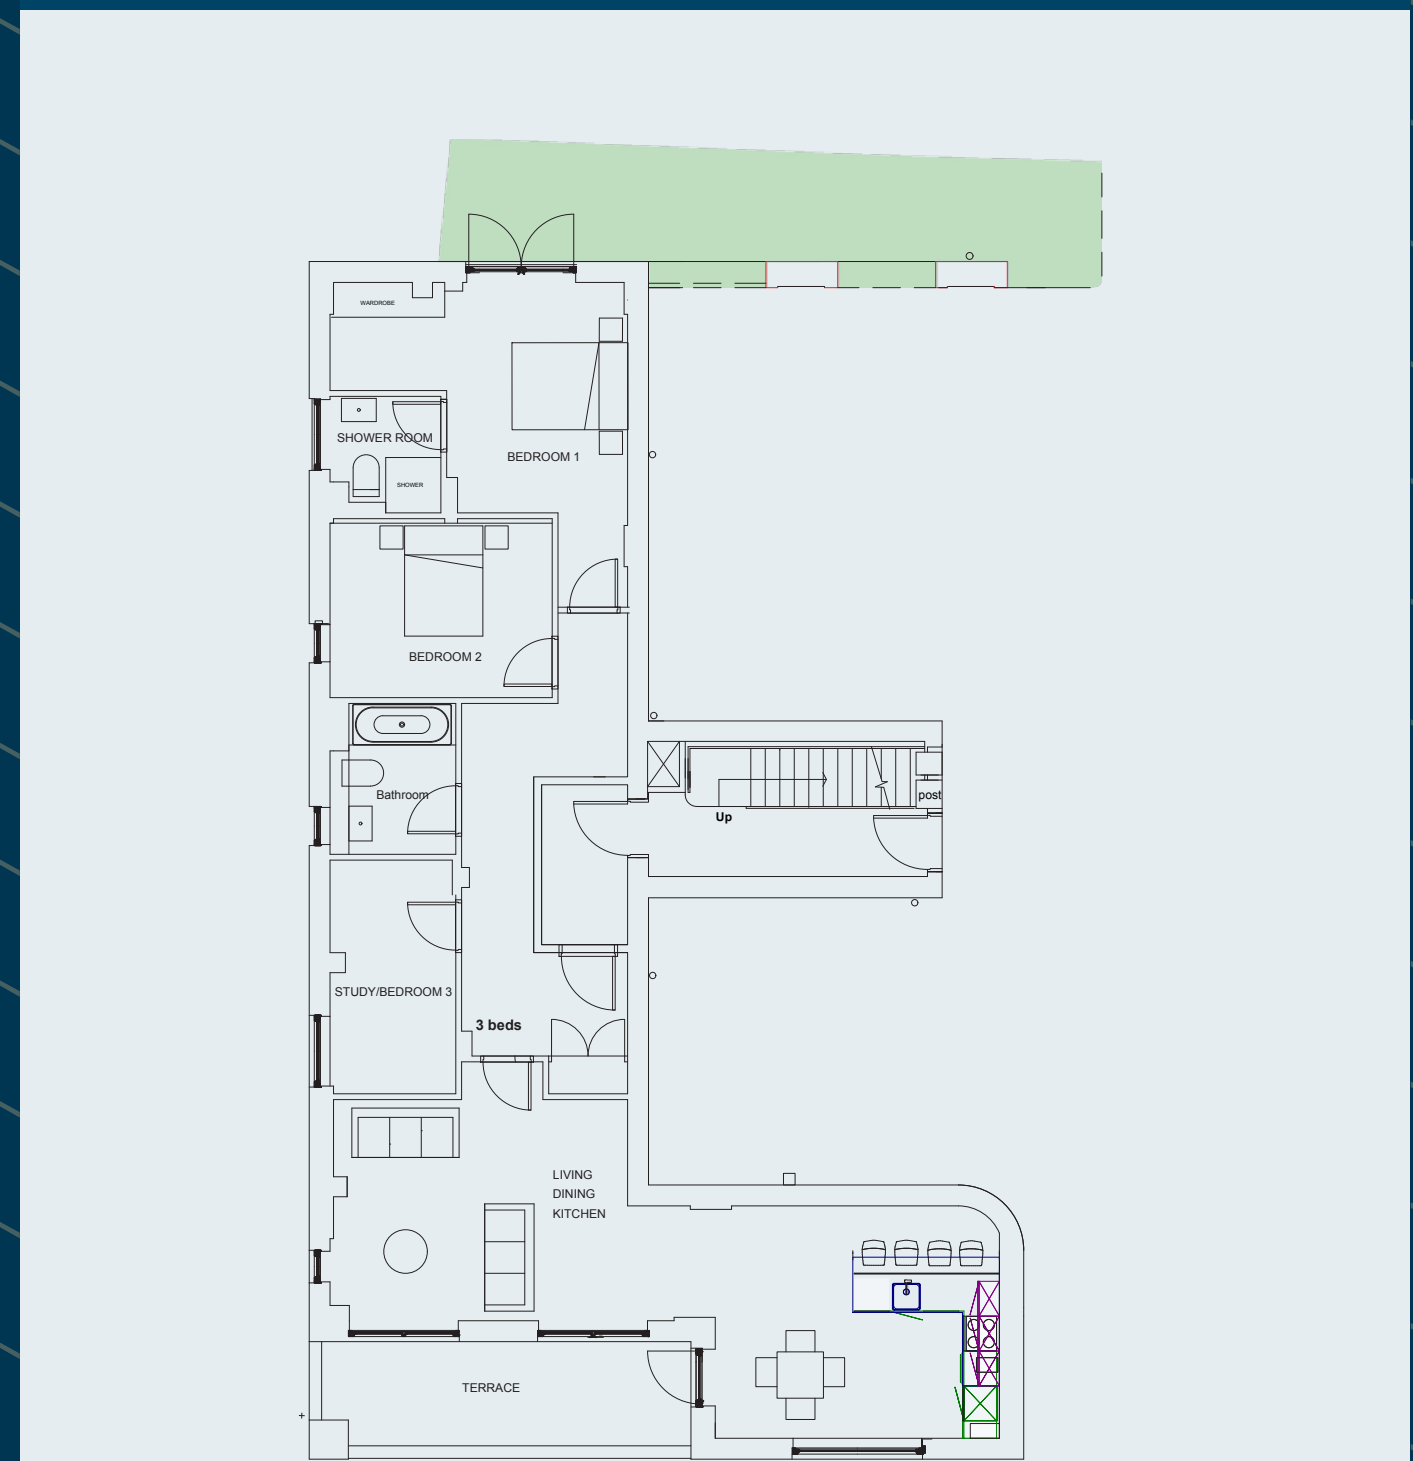 WARDROBE
SHOWER ROOM
BEDROOM 1
SHOWER
BEDROOM 2
Bathroom
post
Up
STUDY/BEDROOM 3
3 beds
LIVING
DINING
KITCHEN
TERRACE